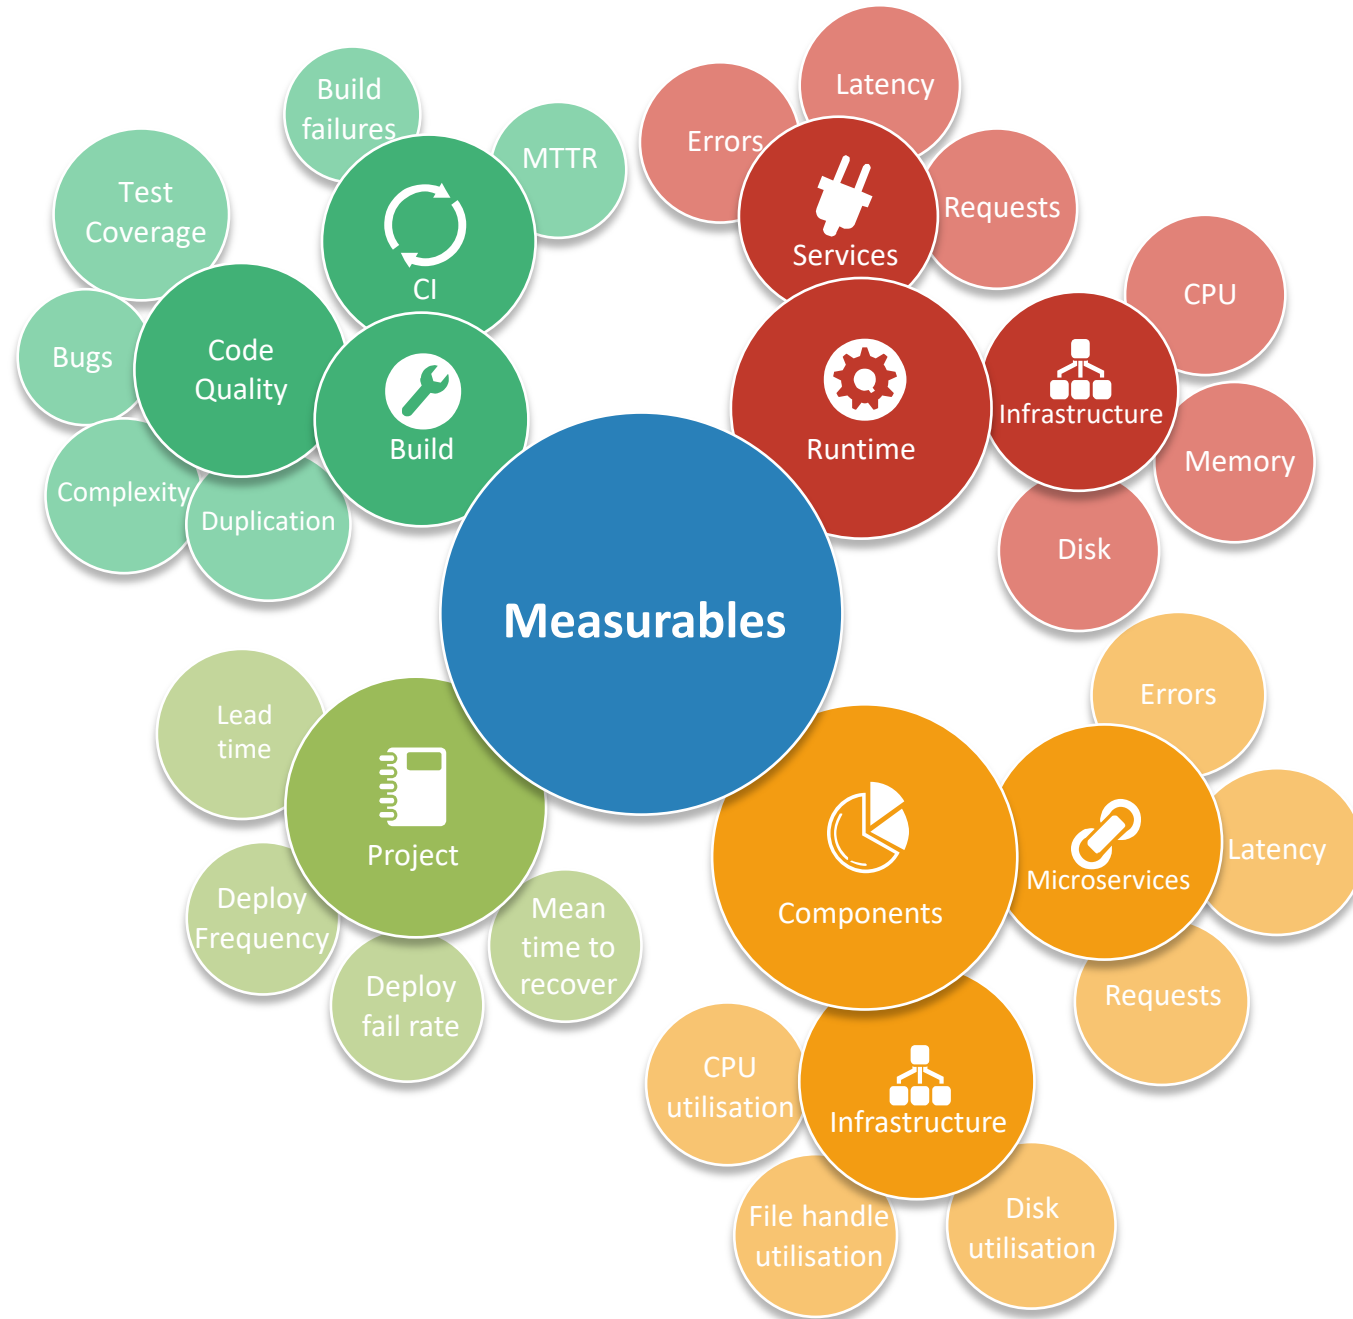 Build
failures
MTTR
CI
Test
Coverage
Bugs
Code
Quality
Complexity
Duplication
Build
Latency
Errors
Requests
Services
Runtime
CPU
Infrastructure
Memory
Disk
Measurables
Lead
time
Project
Deploy
Frequency
Deploy
fail rate
Mean
time to
recover
Errors
Latency
Microservices
Requests
Components
CPU
utilisation
Infrastructure
File handle
utilisation
Disk
utilisation